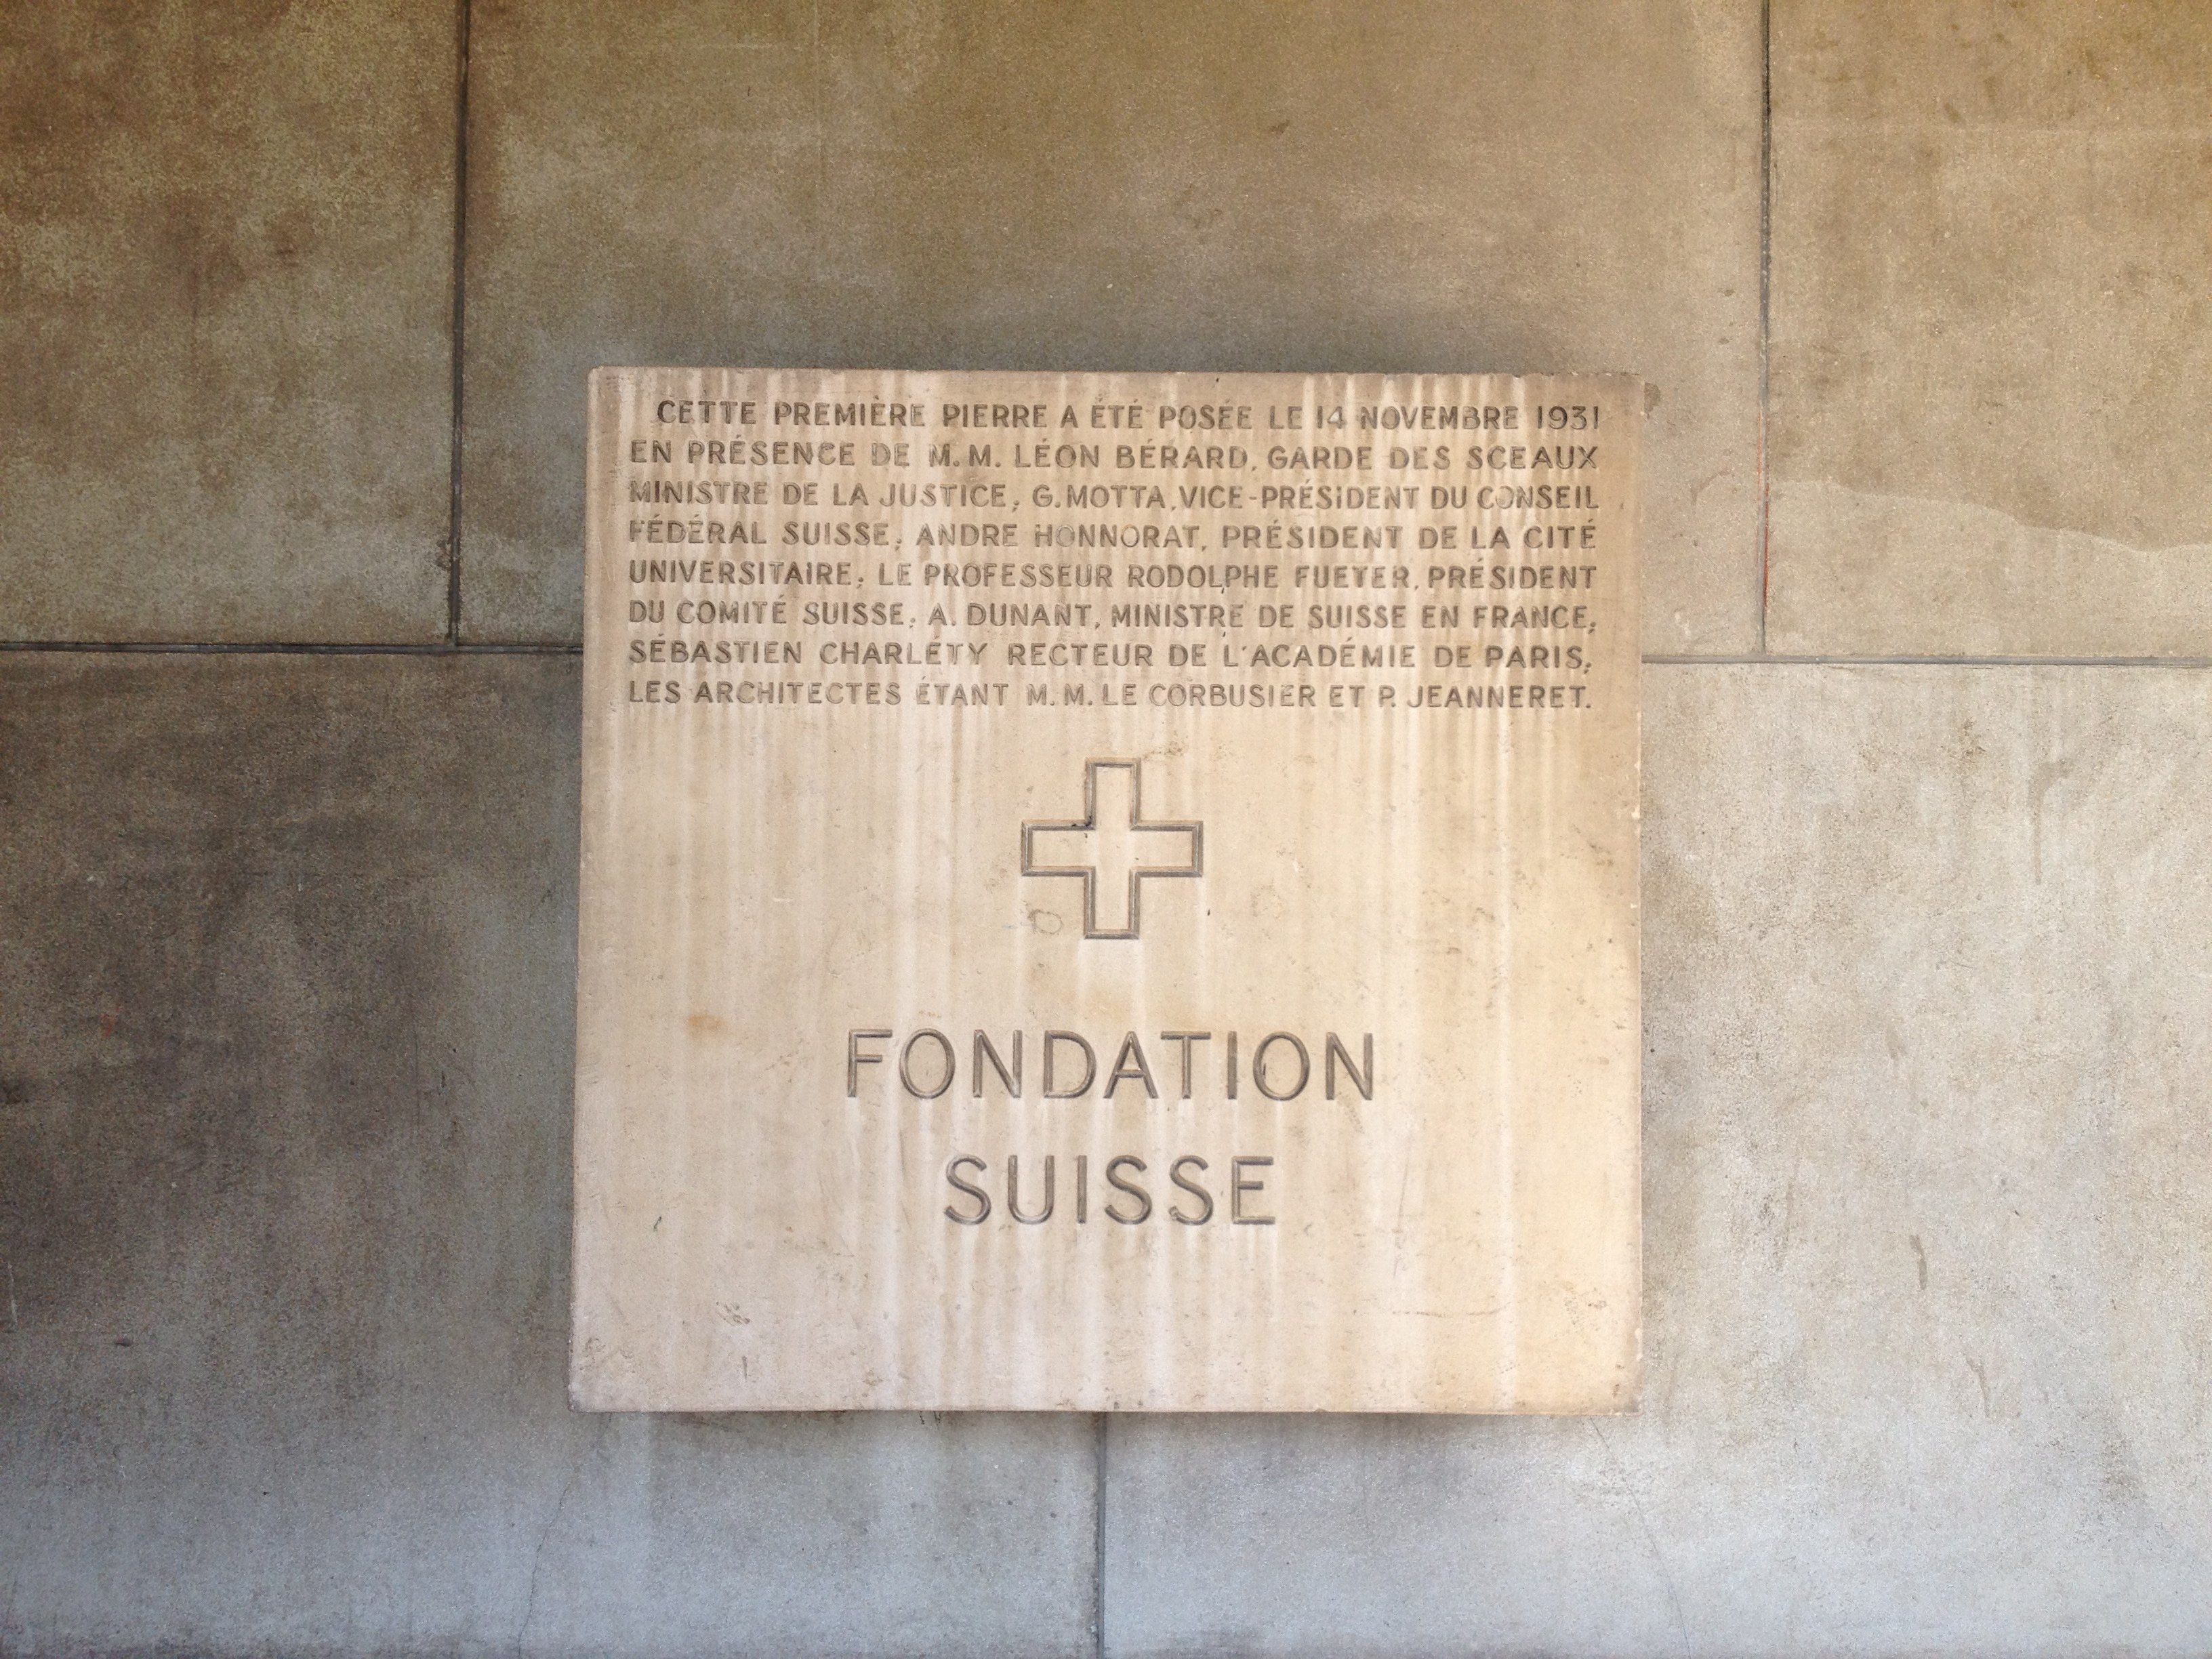 CETTE PREMIÈRE PIERRE A ÉTÉ POSÉE LE 14 NOVEMBRE 1931
EN PRÉSENCE DE M.M. LÉON BÉRARD, GARDE DES SCEAUX
MINISTRE DE LA JUSTICE; G.MOTTA, VICE-PRÉSIDENT DU CONSEIL
FÉDÉRAL SUISSE; ANDRE HONNORAT, PRÉSIDENT DE LA CITÉ
UNIVERSITAIRE; LE PROFESSEUR RODOLPHE FUETER, PRÉSIDENT
DU COMITÉ SUISSE; A. DUNANT, MINISTRE DE SUISSE EN FRANCE;
SÉBASTIEN CHARLÉTY RECTEUR DE L'ACADÉMIE DE PARIS;
LES ARCHITECTES ÉTANT M.M. LE CORBUSIER ET P. JEANNERET.
FONDATION
SUISSE